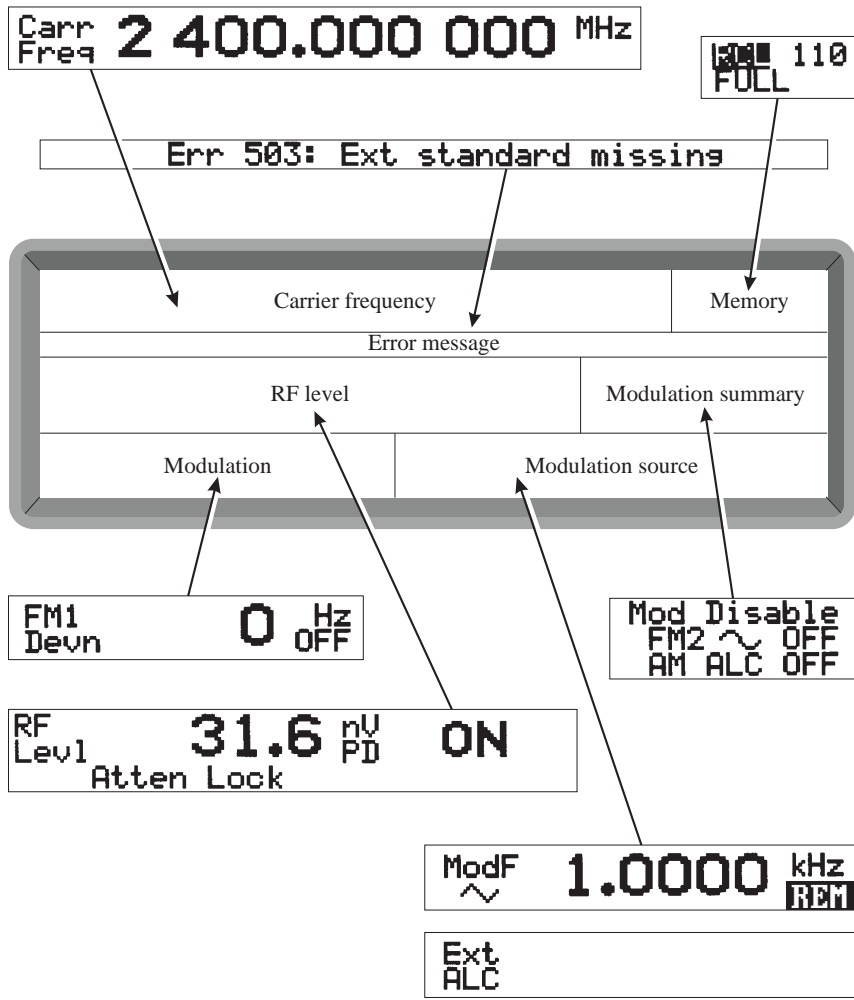 Carr
Freq 2 400.000 000 MHz
110
FULL
Err 503: Ext standard missing
Carrier frequency
Memory
Error message
RF level
Modulation summary
Modulation
Modulation source
FM1
Devn 0 Hz
OFF
Mod Disable
FM2 ∿ OFF
AM ALC OFF
RF
Levl 31.6 nV
PD ON
Atten Lock
ModF 1.0000 kHz
∿ REM
Ext
ALC